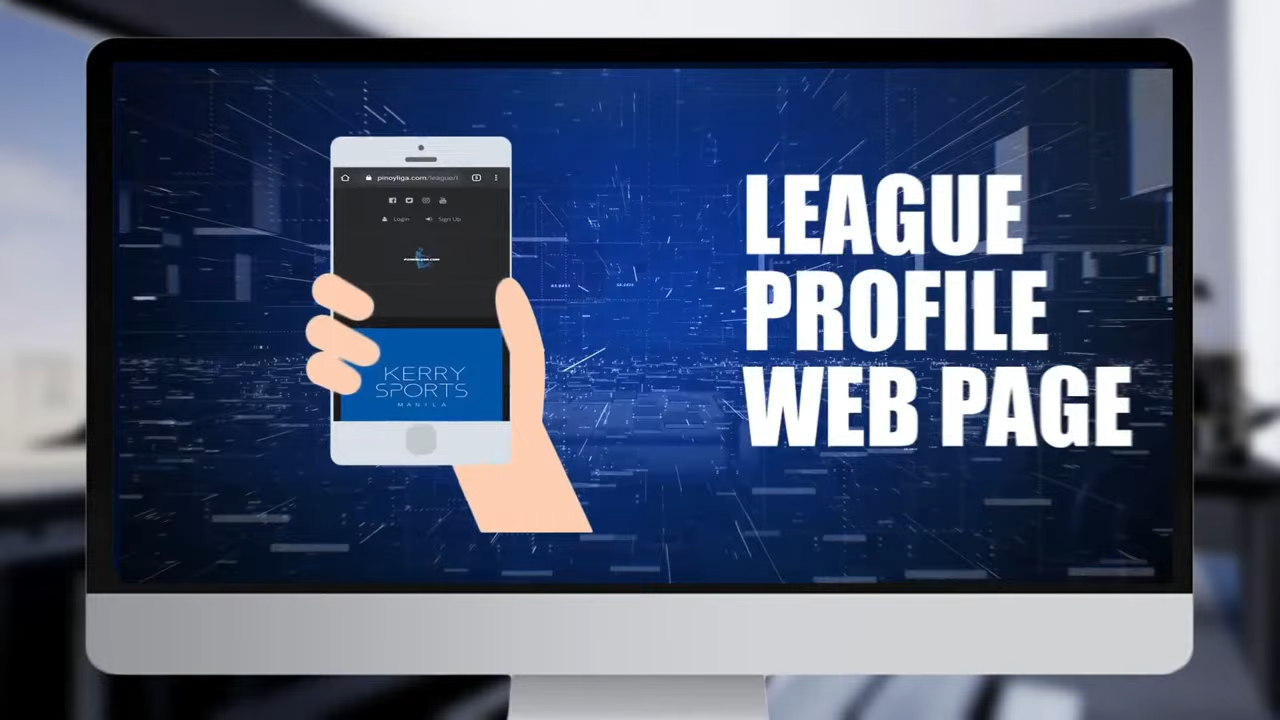 pinoyliga.com/league/
Login Sign Up
KERRY
SPORTS
MANILA
LEAGUE
PROFILE
WEB PAGE